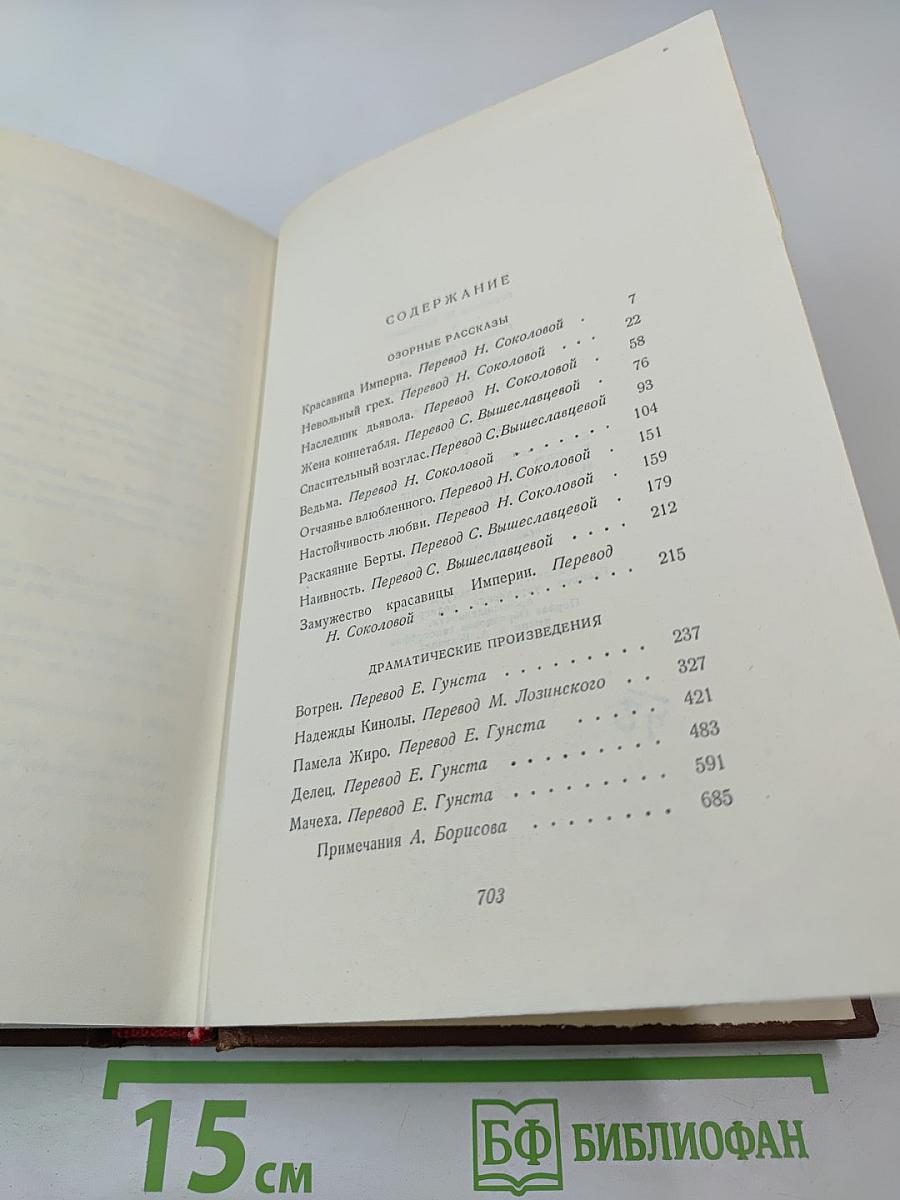 СОДЕРЖАНИЕ
ОЗОРНЫЕ РАССКАЗЫ
Красавица Империа. Перевод Н. Соколовой . 7
Невольный грех. Перевод Н. Соколовой . . . 22
Наследник дьявола. Перевод Н. Соколовой . 58
Жена коннетабля. Перевод С. Вышеславцевой . 76
Спасительный возглас. Перевод С. Вышеславцевой 93
Ведьма. Перевод Н. Соколовой . . . . . . . 104
Отчаянье влюбленного. Перевод Н. Соколовой . 151
Настойчивость любви. Перевод Н. Соколовой . 159
Раскаяние Берты. Перевод С. Вышеславцевой . 179
Наивность. Перевод С. Вышеславцевой . . . . 212
Замужество красавицы Империи. Перевод
Н. Соколовой . . . . . . . . . . . . 215
ДРАМАТИЧЕСКИЕ ПРОИЗВЕДЕНИЯ
Вотрен. Перевод Е. Гунста . . . . . . . . 237
Надежды Кинолы. Перевод М. Лозинского . . 327
Памела Жиро. Перевод Е. Гунста . . . . . 421
Делец. Перевод Е. Гунста . . . . . . . . . 483
Мачеха. Перевод Е. Гунста . . . . . . . . . 591
Примечания А. Борисова . . . . . . . . 685
703
15 см
БФ БИБЛИОФАН